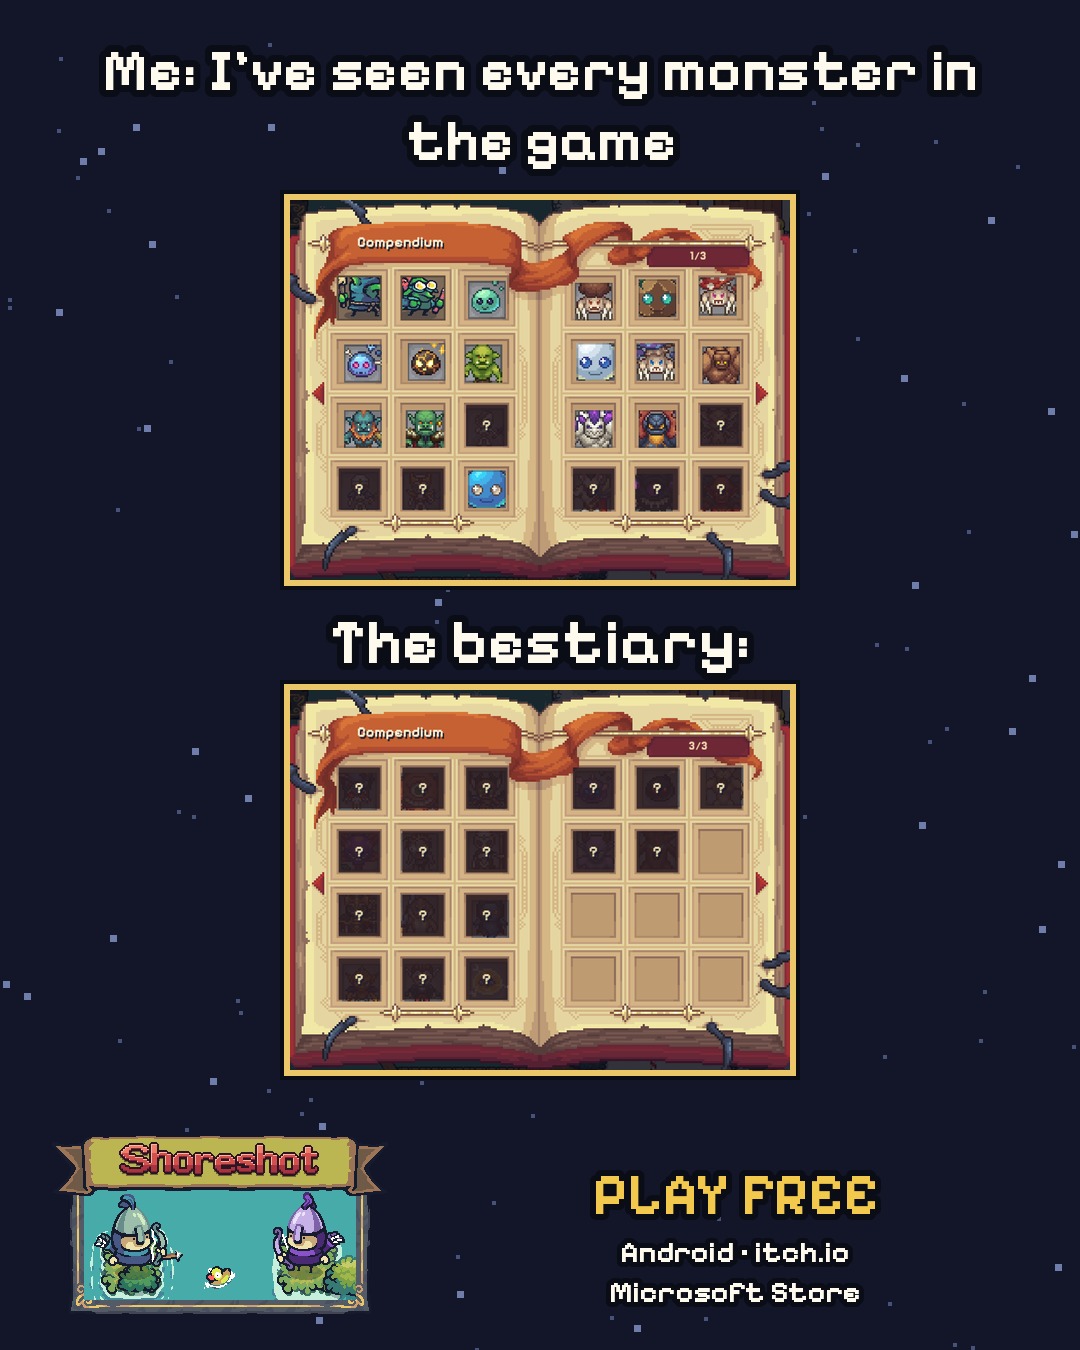 Me: I've seen every monster in
the game
Compendium
1/3
?
? ? ? ? ?
?
The bestiary:
Compendium
3/3
? ? ? ? ? ?
? ? ? ? ?
? ? ?
? ? ?
Shoreshot
PLAY FREE
Android · itch.io
Microsoft Store